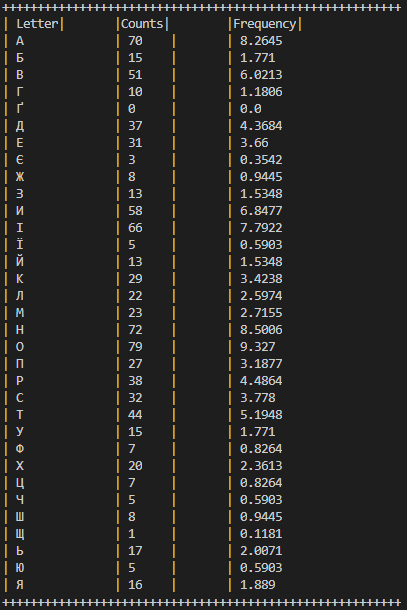 +++++++++++++++++++++++++++++++++++++++++++++++++++++++++
| Letter|       |Counts|        |Frequency|
| А             | 70    |       | 8.2645
| Б             | 15    |       | 1.771
| В             | 51    |       | 6.0213
| Г             | 10    |       | 1.1806
| Ґ             | 0     |       | 0.0
| Д             | 37    |       | 4.3684
| Е             | 31    |       | 3.66
| Є             | 3     |       | 0.3542
| Ж             | 8     |       | 0.9445
| З             | 13    |       | 1.5348
| И             | 58    |       | 6.8477
| І             | 66    |       | 7.7922
| Ї             | 5     |       | 0.5903
| Й             | 13    |       | 1.5348
| К             | 29    |       | 3.4238
| Л             | 22    |       | 2.5974
| М             | 23    |       | 2.7155
| Н             | 72    |       | 8.5006
| О             | 79    |       | 9.327
| П             | 27    |       | 3.1877
| Р             | 38    |       | 4.4864
| С             | 32    |       | 3.778
| Т             | 44    |       | 5.1948
| У             | 15    |       | 1.771
| Ф             | 7     |       | 0.8264
| Х             | 20    |       | 2.3613
| Ц             | 7     |       | 0.8264
| Ч             | 5     |       | 0.5903
| Ш             | 8     |       | 0.9445
| Щ             | 1     |       | 0.1181
| Ь             | 17    |       | 2.0071
| Ю             | 5     |       | 0.5903
| Я             | 16    |       | 1.889
+++++++++++++++++++++++++++++++++++++++++++++++++++++++++